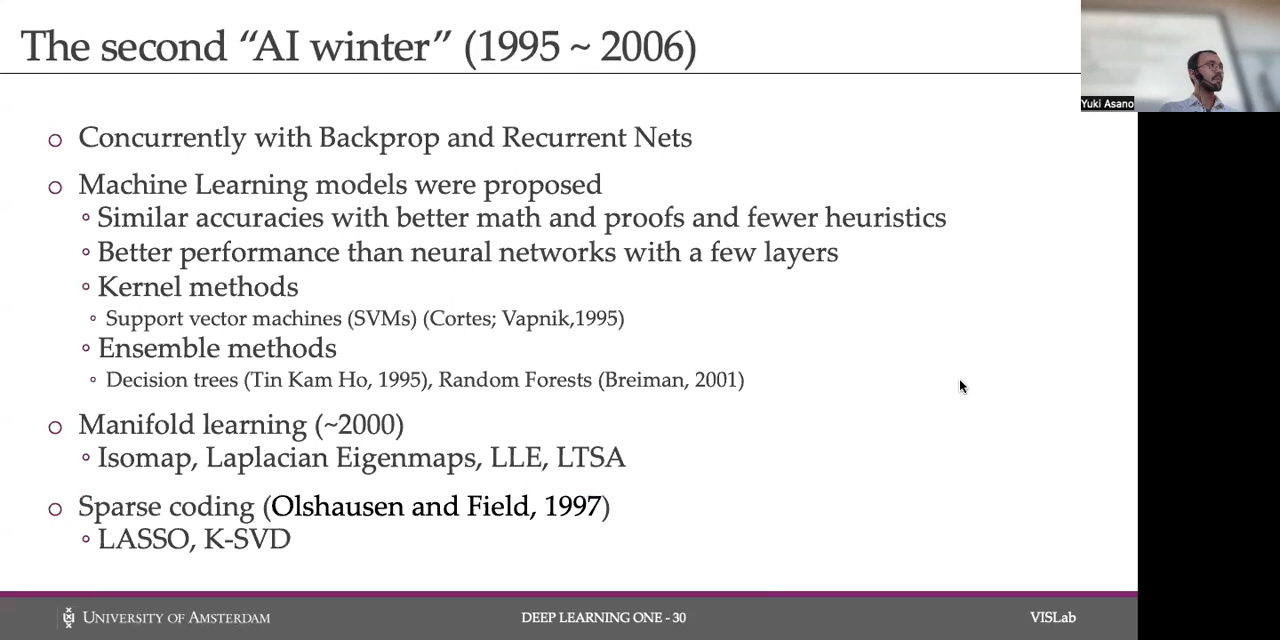 The second “AI winter” (1995 ~ 2006)
Yuki Asano
Concurrently with Backprop and Recurrent Nets
Machine Learning models were proposed
Similar accuracies with better math and proofs and fewer heuristics
Better performance than neural networks with a few layers
Kernel methods
Support vector machines (SVMs) (Cortes; Vapnik,1995)
Ensemble methods
Decision trees (Tin Kam Ho, 1995), Random Forests (Breiman, 2001)
Manifold learning (~2000)
Isomap, Laplacian Eigenmaps, LLE, LTSA
Sparse coding (Olshausen and Field, 1997)
LASSO, K-SVD
UNIVERSITY OF AMSTERDAM
DEEP LEARNING ONE - 30
VISLab